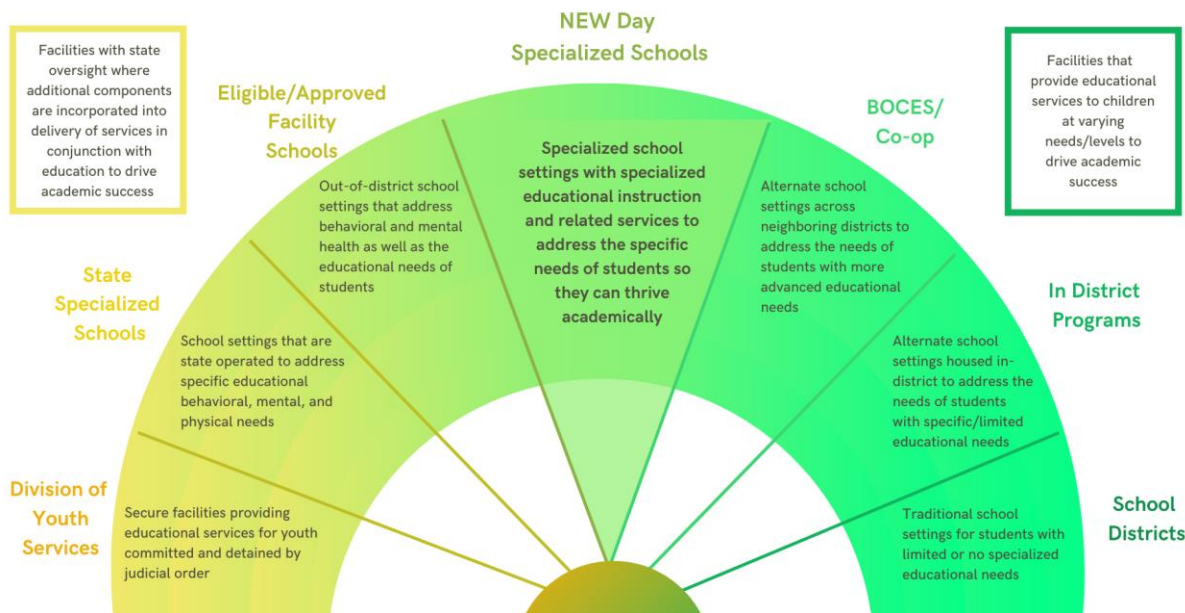 NEW Day
Specialized Schools
Facilities with state
oversight where
additional components
are incorporated into
delivery of services in
conjunction with
education to drive
academic success
Facilities that
provide educational
services to children
at varying
needs/levels to
drive academic
success
Eligible/Approved
Facility
Schools
BOCES/
Co-op
Out-of-district school
settings that address
behavioral and mental
health as well as the
educational needs of
students
Specialized school
settings with specialized
educational instruction
and related services to
address the specific
needs of students so
they can thrive
academically
Alternate school
settings across
neighboring districts to
address the needs of
students with more
advanced educational
needs
State
Specialized
Schools
In District
Programs
School settings that are
state operated to address
specific educational
behavioral, mental, and
physical needs
Alternate school
settings housed in-
district to address the
needs of students
with specific/limited
educational needs
Division of
Youth
Services
Secure facilities providing
educational services for youth
committed and detained by
judicial order
Traditional school
settings for students with
limited or no specialized
educational needs
School
Districts